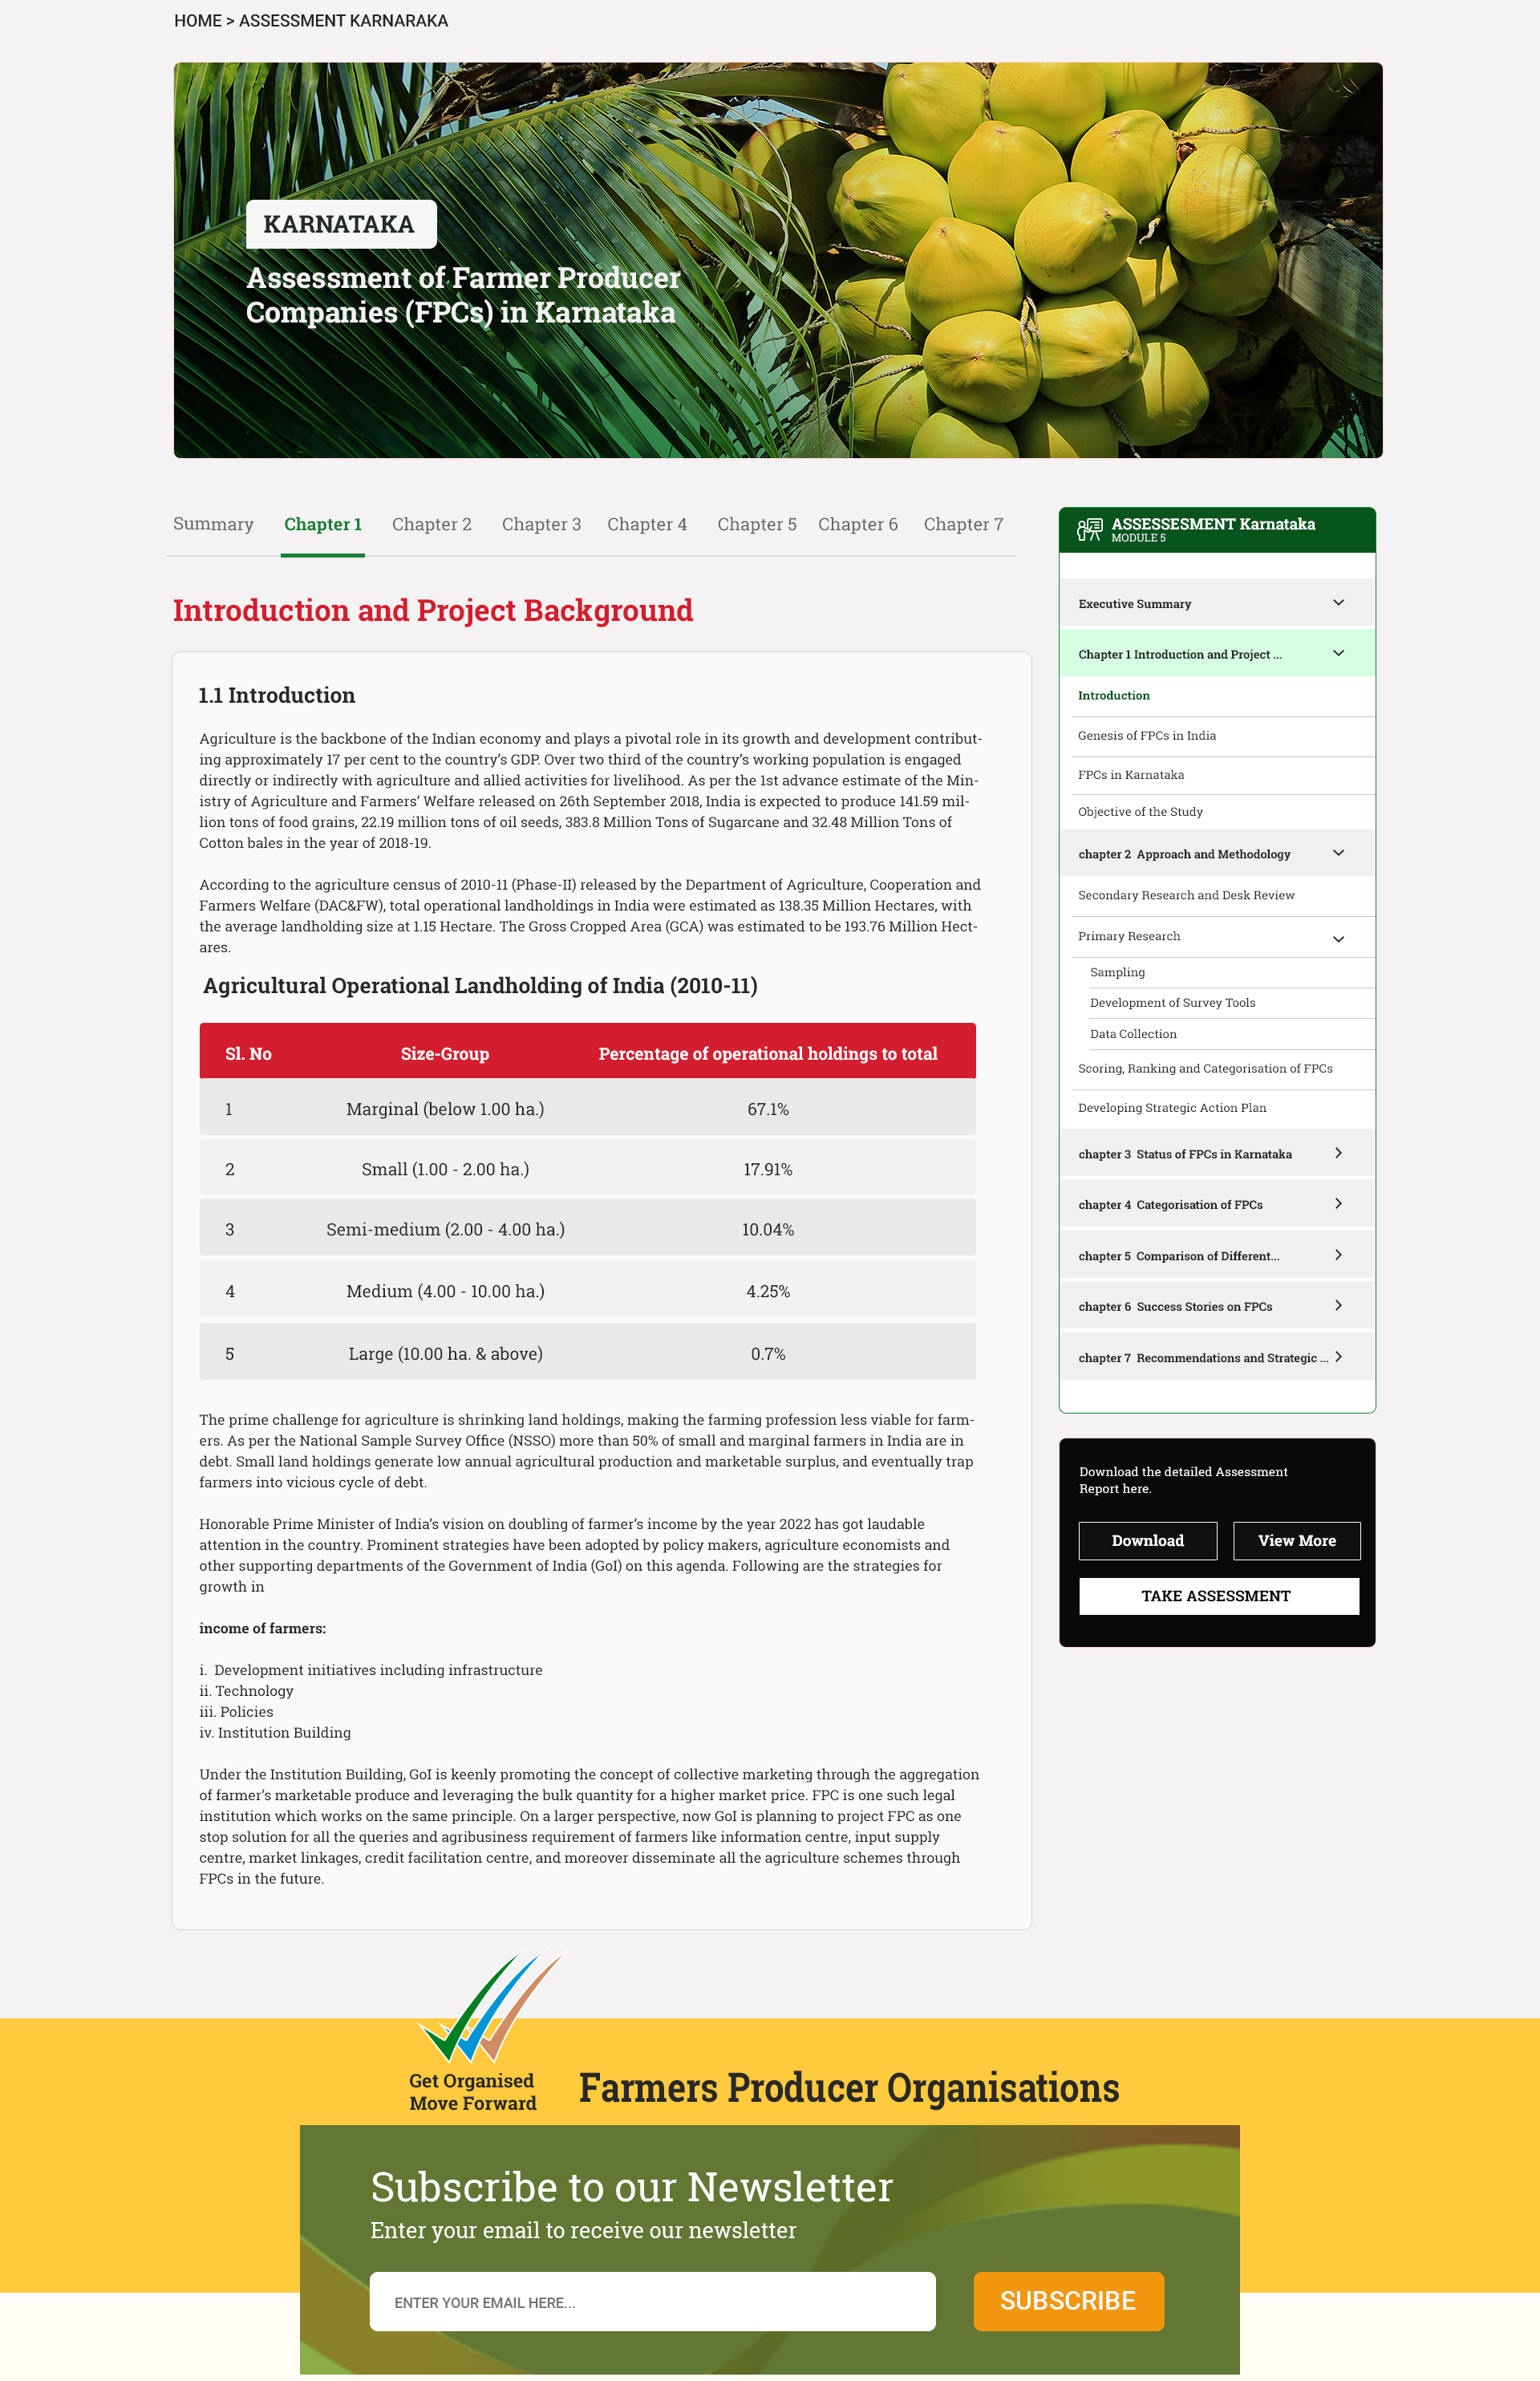 HOME > ASSESSMENT KARNARAKA
KARNATAKA
Assessment of Farmer Producer
Companies (FPCs) in Karnataka
Summary Chapter 1 Chapter 2 Chapter 3 Chapter 4 Chapter 5 Chapter 6 Chapter 7
Introduction and Project Background
1.1 Introduction
Agriculture is the backbone of the Indian economy and plays a pivotal role in its growth and development contribut-
ing approximately 17 per cent to the country’s GDP. Over two third of the country’s working population is engaged
directly or indirectly with agriculture and allied activities for livelihood. As per the 1st advance estimate of the Min-
istry of Agriculture and Farmers’ Welfare released on 26th September 2018, India is expected to produce 141.59 mil-
lion tons of food grains, 22.19 million tons of oil seeds, 383.8 Million Tons of Sugarcane and 32.48 Million Tons of
Cotton bales in the year of 2018-19.
According to the agriculture census of 2010-11 (Phase-II) released by the Department of Agriculture, Cooperation and
Farmers Welfare (DAC&FW), total operational landholdings in India were estimated as 138.35 Million Hectares, with
the average landholding size at 1.15 Hectare. The Gross Cropped Area (GCA) was estimated to be 193.76 Million Hect-
ares.
Agricultural Operational Landholding of India (2010-11)
Sl. No Size-Group Percentage of operational holdings to total
1 Marginal (below 1.00 ha.) 67.1%
2 Small (1.00 - 2.00 ha.) 17.91%
3 Semi-medium (2.00 - 4.00 ha.) 10.04%
4 Medium (4.00 - 10.00 ha.) 4.25%
5 Large (10.00 ha. & above) 0.7%
The prime challenge for agriculture is shrinking land holdings, making the farming profession less viable for farm-
ers. As per the National Sample Survey Office (NSSO) more than 50% of small and marginal farmers in India are in
debt. Small land holdings generate low annual agricultural production and marketable surplus, and eventually trap
farmers into vicious cycle of debt.
Honorable Prime Minister of India’s vision on doubling of farmer’s income by the year 2022 has got laudable
attention in the country. Prominent strategies have been adopted by policy makers, agriculture economists and
other supporting departments of the Government of India (GoI) on this agenda. Following are the strategies for
growth in
income of farmers:
i. Development initiatives including infrastructure
ii. Technology
iii. Policies
iv. Institution Building
Under the Institution Building, GoI is keenly promoting the concept of collective marketing through the aggregation
of farmer’s marketable produce and leveraging the bulk quantity for a higher market price. FPC is one such legal
institution which works on the same principle. On a larger perspective, now GoI is planning to project FPC as one
stop solution for all the queries and agribusiness requirement of farmers like information centre, input supply
centre, market linkages, credit facilitation centre, and moreover disseminate all the agriculture schemes through
FPCs in the future.
ASSESSESMENT Karnataka
MODULE 5
Executive Summary
Chapter 1 Introduction and Project ...
Introduction
Genesis of FPCs in India
FPCs in Karnataka
Objective of the Study
chapter 2 Approach and Methodology
Secondary Research and Desk Review
Primary Research
Sampling
Development of Survey Tools
Data Collection
Scoring, Ranking and Categorisation of FPCs
Developing Strategic Action Plan
chapter 3 Status of FPCs in Karnataka
chapter 4 Categorisation of FPCs
chapter 5 Comparison of Different...
chapter 6 Success Stories on FPCs
chapter 7 Recommendations and Strategic ...
Download the detailed Assessment
Report here.
Download View More
TAKE ASSESSMENT
Get Organised
Move Forward
Farmers Producer Organisations
Subscribe to our Newsletter
Enter your email to receive our newsletter
ENTER YOUR EMAIL HERE...
SUBSCRIBE